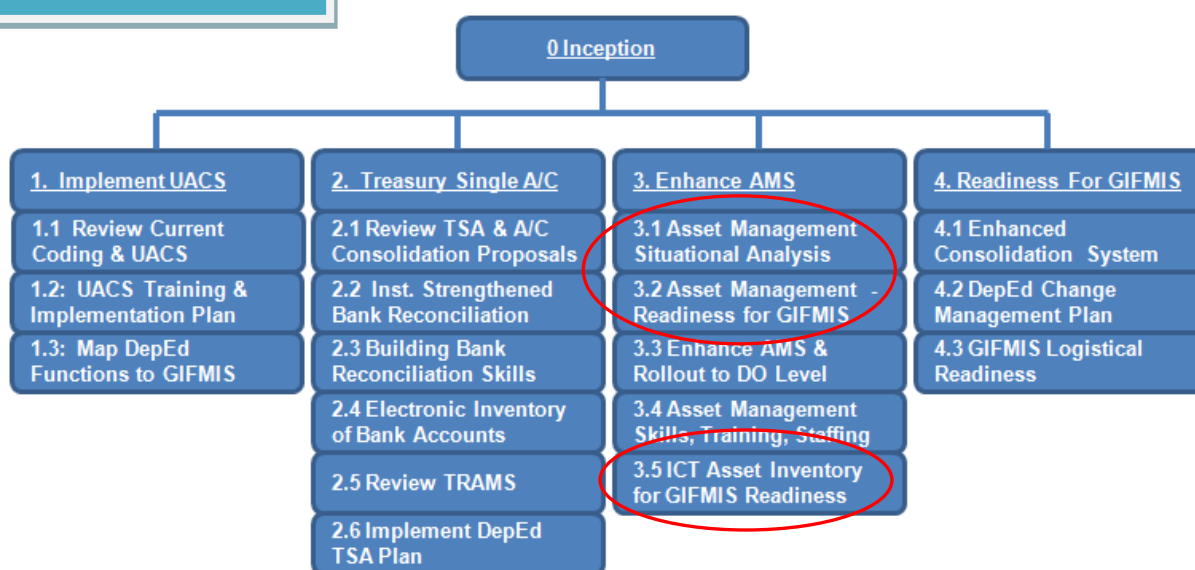 0 Inception
1. Implement UACS
1.1 Review Current
Coding & UACS
1.2: UACS Training &
Implementation Plan
1.3: Map DepEd
Functions to GIFMIS
2. Treasury Single A/C
2.1 Review TSA & A/C
Consolidation Proposals
2.2 Inst. Strengthened
Bank Reconciliation
2.3 Building Bank
Reconciliation Skills
2.4 Electronic Inventory
of Bank Accounts
2.5 Review TRAMS
2.6 Implement DepEd
TSA Plan
3. Enhance AMS
3.1 Asset Management
Situational Analysis
3.2 Asset Management -
Readiness for GIFMIS
3.3 Enhance AMS &
Rollout to DO Level
3.4 Asset Management
Skills, Training, Staffing
3.5 ICT Asset Inventory
for GIFMIS Readiness
4. Readiness For GIFMIS
4.1 Enhanced
Consolidation System
4.2 DepEd Change
Management Plan
4.3 GIFMIS Logistical
Readiness